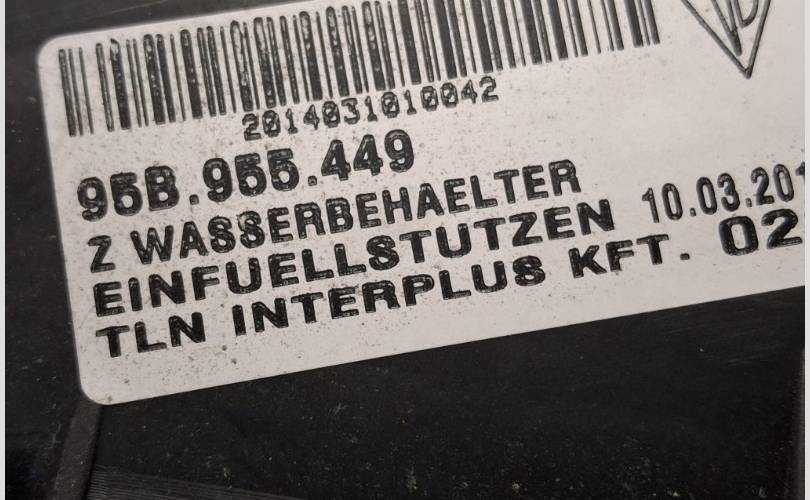 2014031010042
95B.955.449
Z WASSERBEHAELTER
EINFUELLSTUTZEN 10.03.201
TLN INTERPLUS KFT. 02